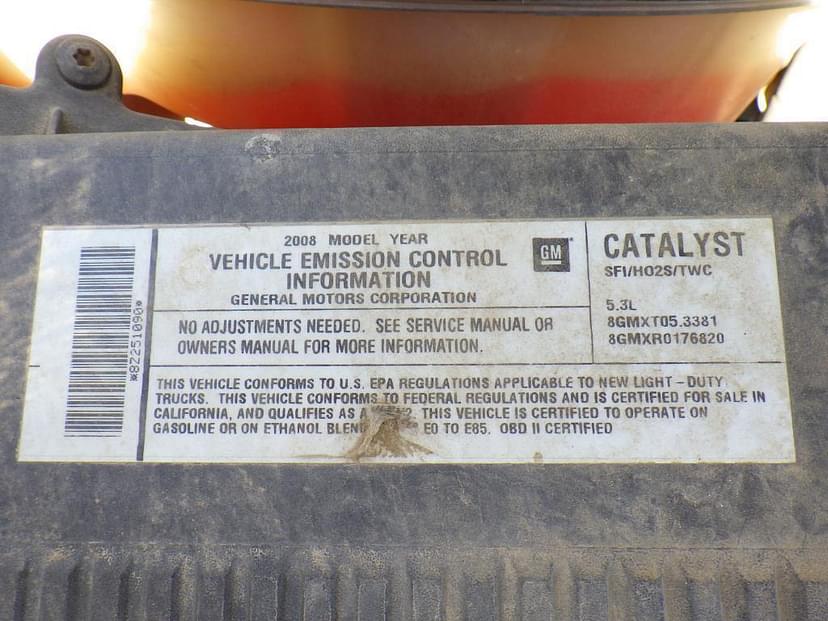 *8Z251090*
2008 MODEL YEAR
VEHICLE EMISSION CONTROL
INFORMATION
GENERAL MOTORS CORPORATION
GM
NO ADJUSTMENTS NEEDED. SEE SERVICE MANUAL OR
OWNERS MANUAL FOR MORE INFORMATION.
CATALYST
SFI/HO2S/TWC
5.3L
8GMXT05.3381
8GMXR0176820
THIS VEHICLE CONFORMS TO U.S. EPA REGULATIONS APPLICABLE TO NEW LIGHT-DUTY
TRUCKS. THIS VEHICLE CONFORMS TO FEDERAL REGULATIONS AND IS CERTIFIED FOR SALE IN
CALIFORNIA, AND QUALIFIES AS A THIS VEHICLE IS CERTIFIED TO OPERATE ON
GASOLINE OR ON ETHANOL E0 TO E85. OBD II CERTIFIED